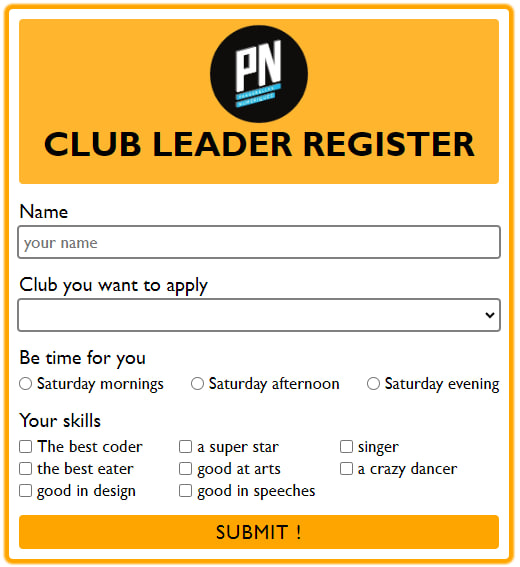 PN
PASSERELLES
NUMERIQUES
CLUB LEADER REGISTER
Name
your name
Club you want to apply
Be time for you
Saturday mornings Saturday afternoon Saturday evening
Your skills
The best coder a super star singer
the best eater good at arts a crazy dancer
good in design good in speeches
SUBMIT !